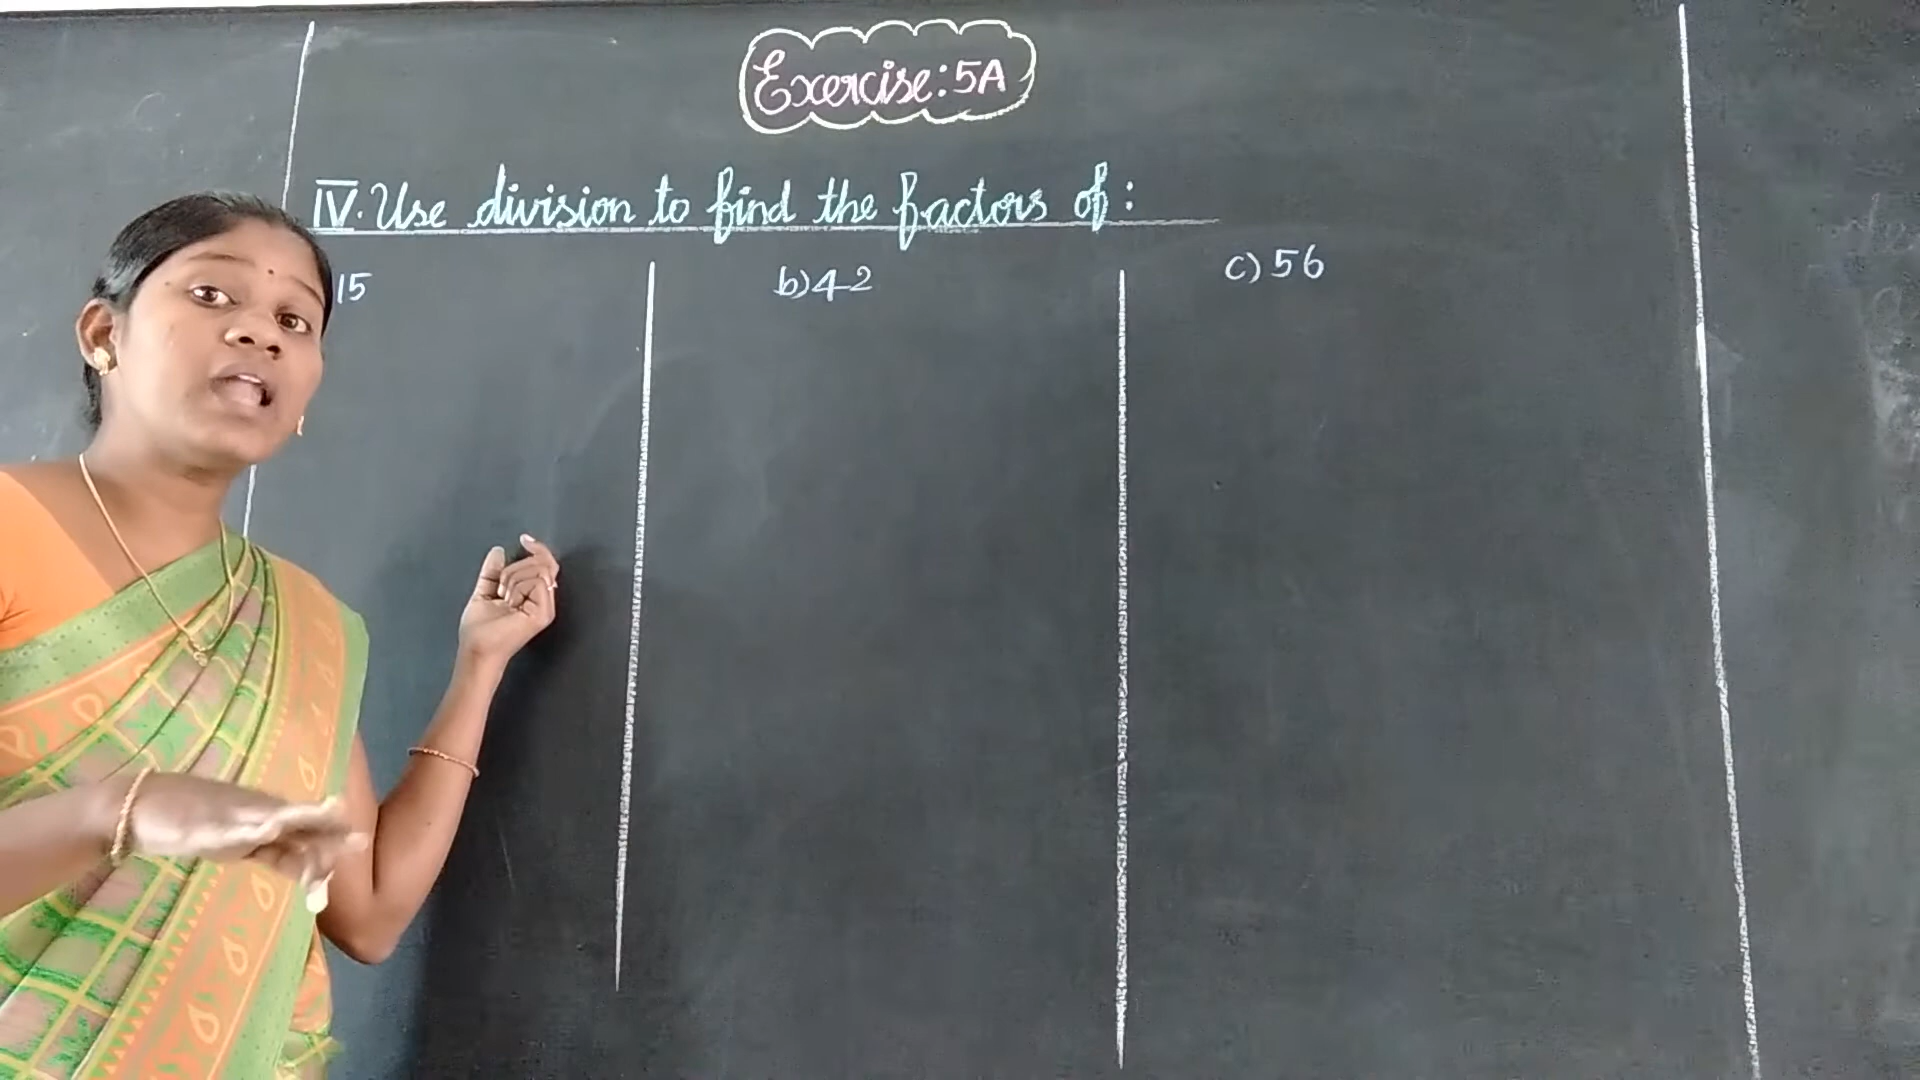 Exercise: 5A
IV. Use division to find the factors of :
15
b) 42
c) 56